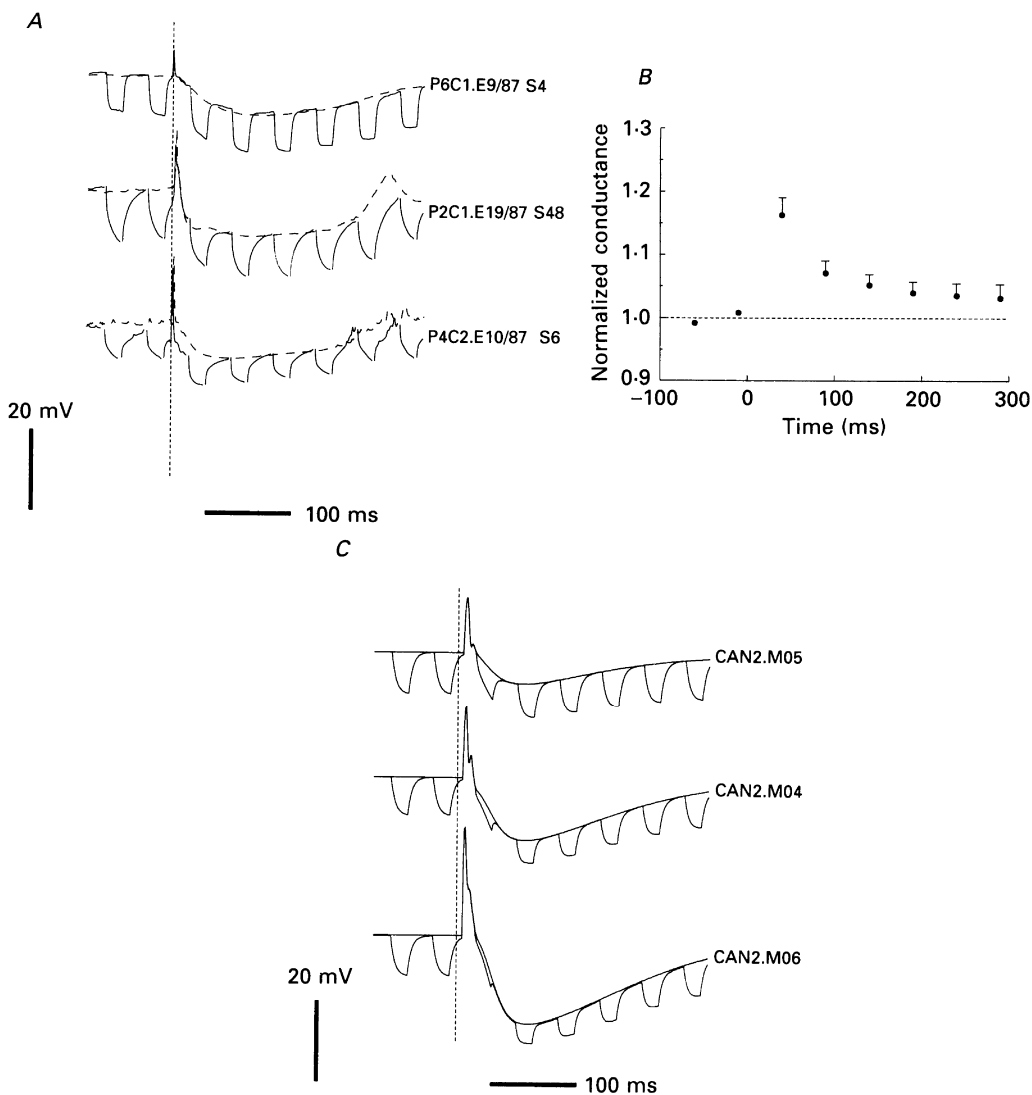 A
P6C1.E9/87 S4
P2C1.E19/87 S48
P4C2.E10/87 S6
20 mV
100 ms
B
Normalized conductance
1·3
1·2
1·1
1·0
0·9
−100 0 100 200 300
Time (ms)
C
CAN2.M05
CAN2.M04
CAN2.M06
20 mV
100 ms